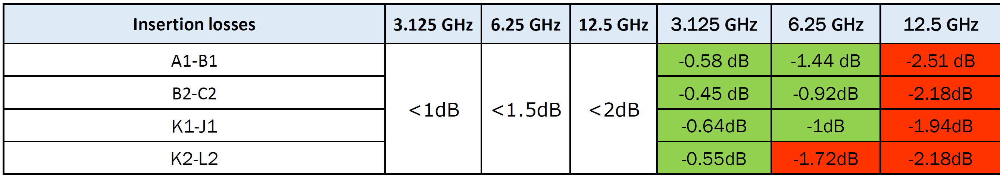 Insertion losses 3.125 GHz 6.25 GHz 12.5 GHz 3.125 GHz 6.25 GHz 12.5 GHz
A1-B1 -0.58 dB -1.44 dB -2.51 dB
B2-C2 -0.45 dB -0.92dB -2.18dB
<1dB <1.5dB <2dB
K1-J1 -0.64dB -1dB -1.94dB
K2-L2 -0.55dB -1.72dB -2.18dB